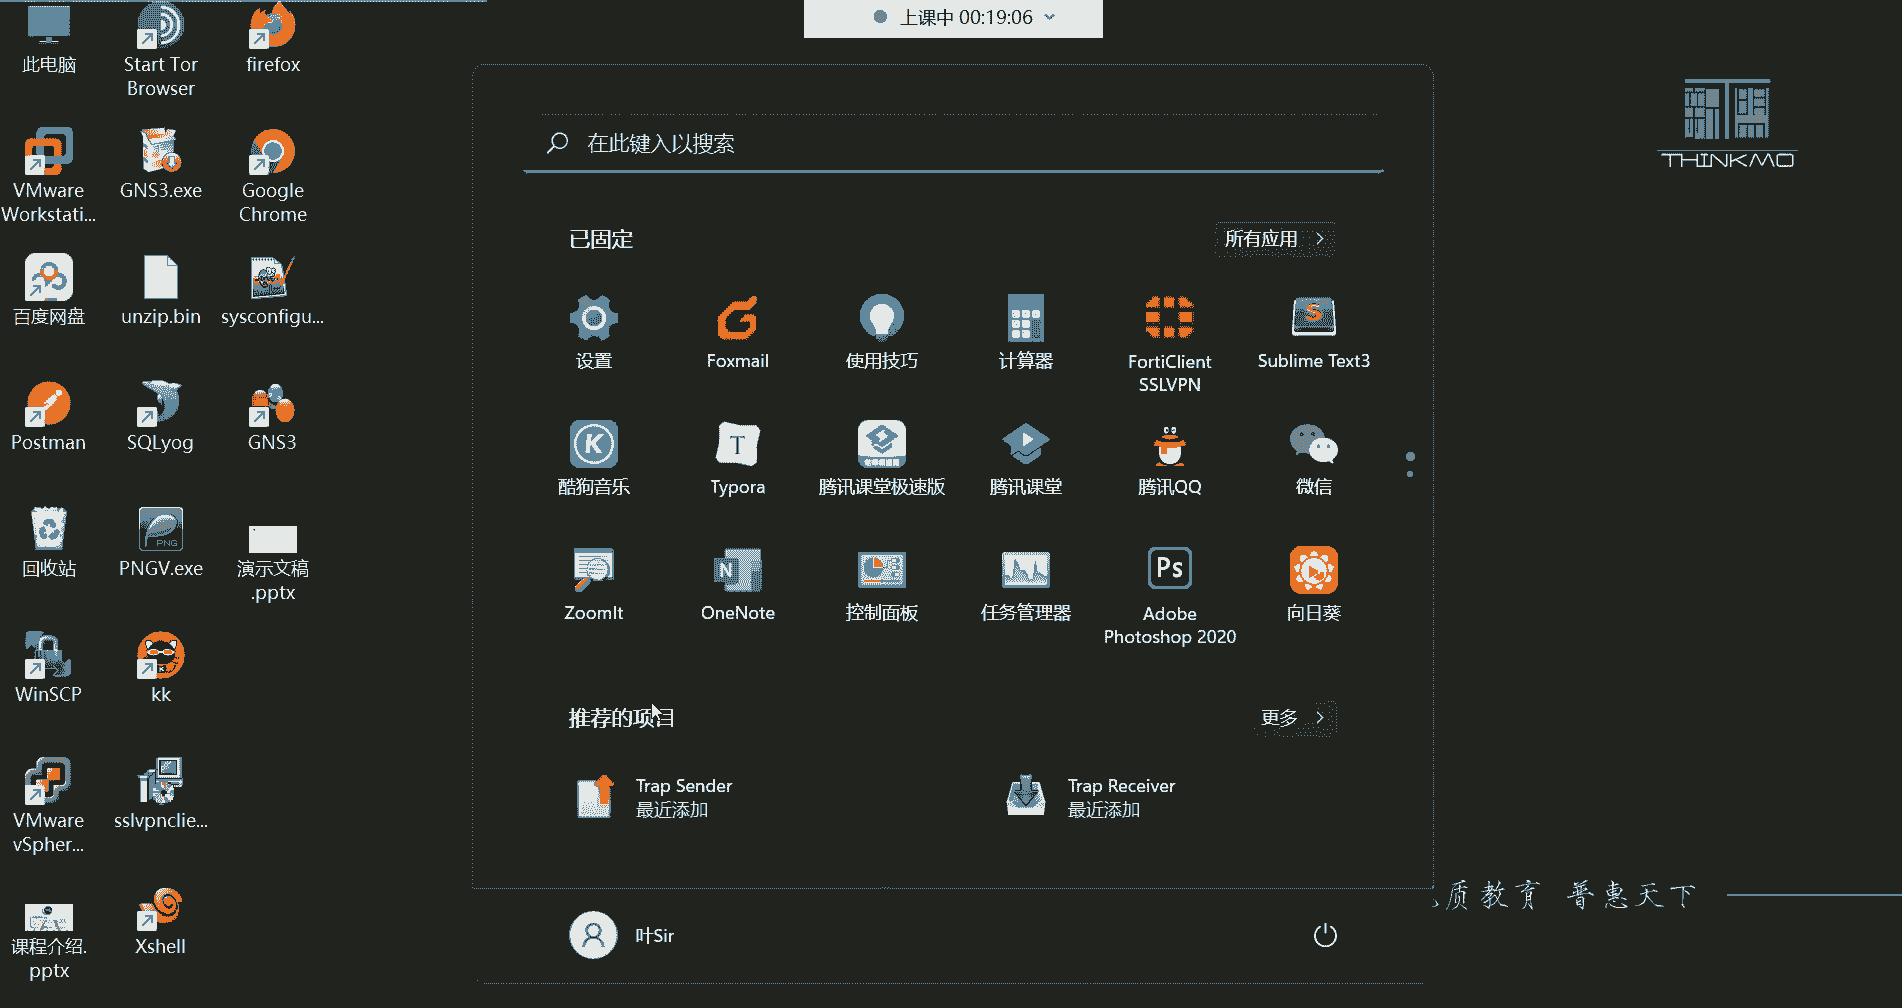 上课中 00:19:06
此电脑
Start Tor
Browser
firefox
VMware
Workstati...
GNS3.exe
Google
Chrome
百度网盘
unzip.bin
sysconfigu...
Postman
SQLyog
GNS3
回收站
PNG
PNGV.exe
演示文稿
.pptx
WinSCP
kk
VMware
vSpher...
sslvpnclie...
课程介绍.
pptx
Xshell
在此键入以搜索
已固定
所有应用
设置
Foxmail
使用技巧
计算器
FortiClient
SSLVPN
S
Sublime Text3
K
酷狗音乐
T
Typora
腾讯课堂极速版
腾讯课堂
腾讯QQ
微信
ZoomIt
N
OneNote
控制面板
任务管理器
Ps
Adobe
Photoshop 2020
向日葵
推荐的项目
更多
Trap Sender
最近添加
Trap Receiver
最近添加
叶Sir
THINKMO
质教育 普惠天下